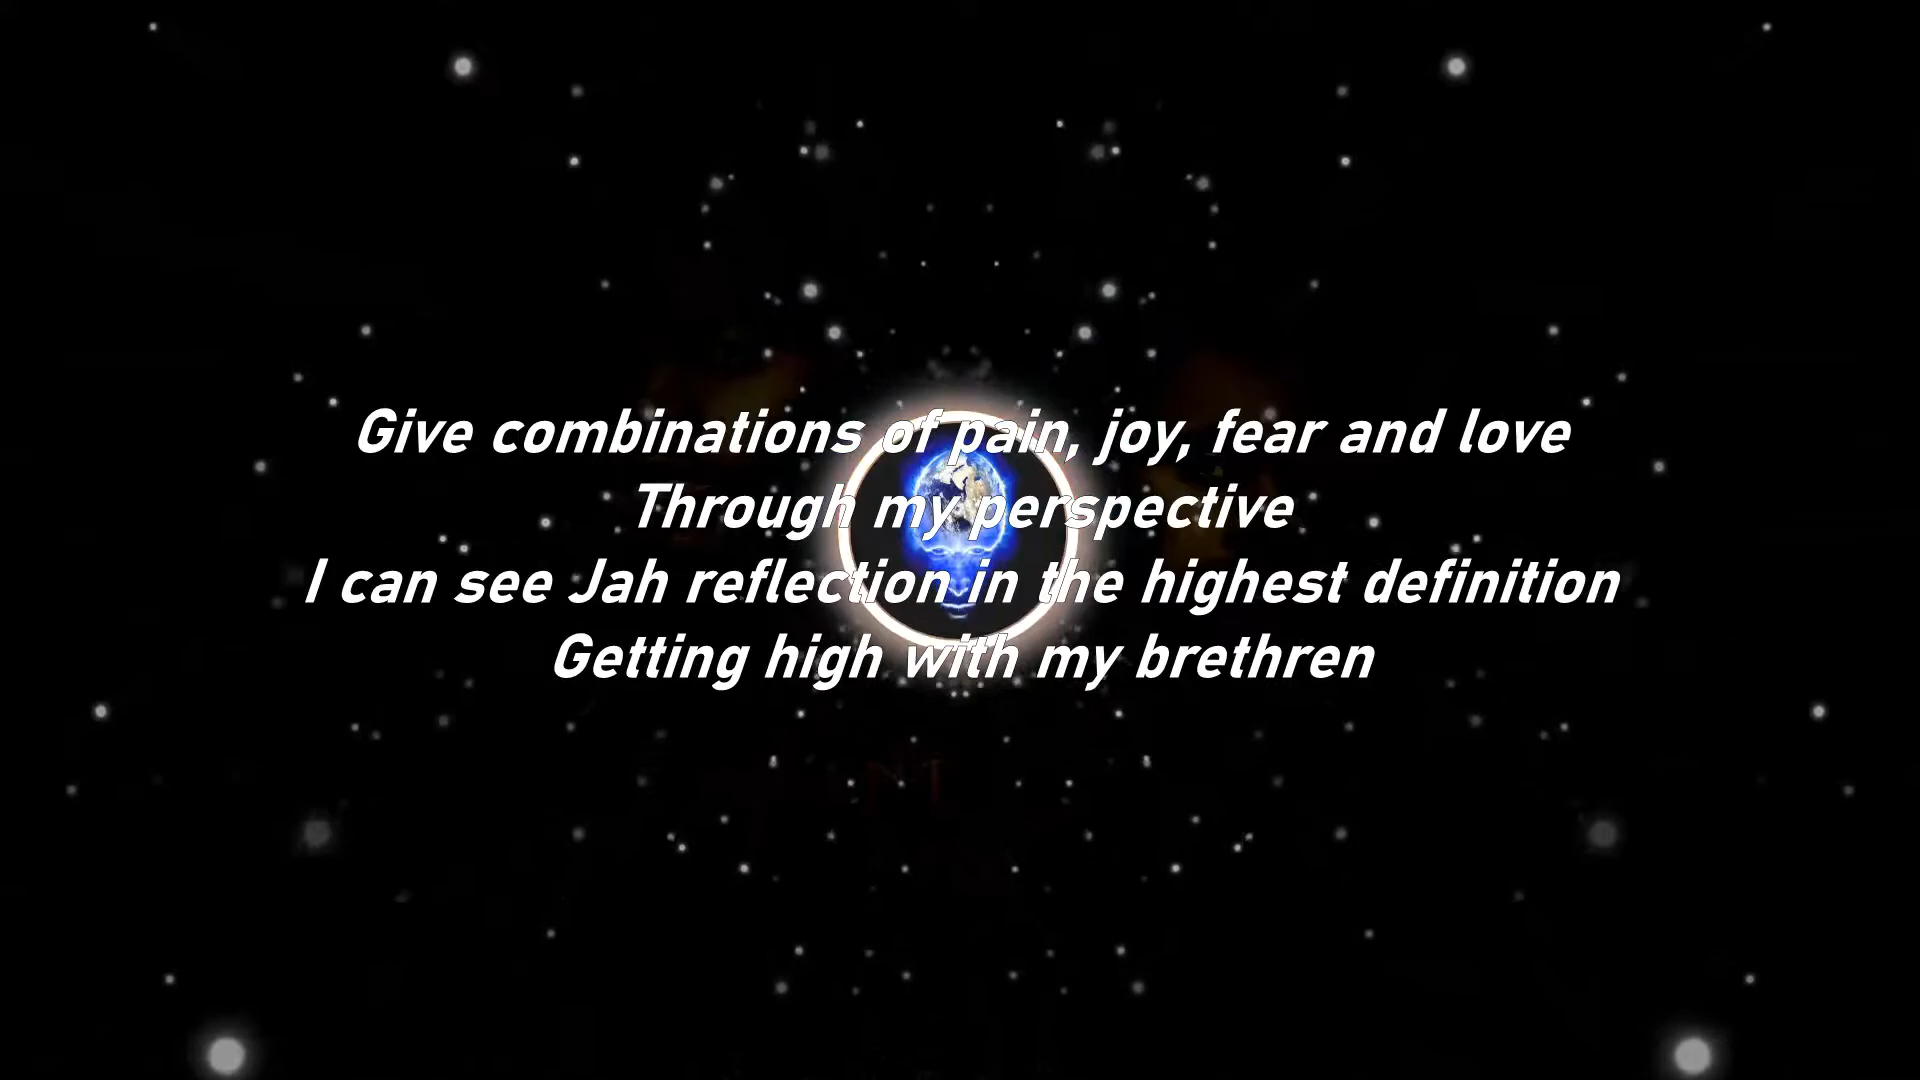 Give combinations of pain, joy, fear and love
Through my perspective
I can see Jah reflection in the highest definition
Getting high with my brethren